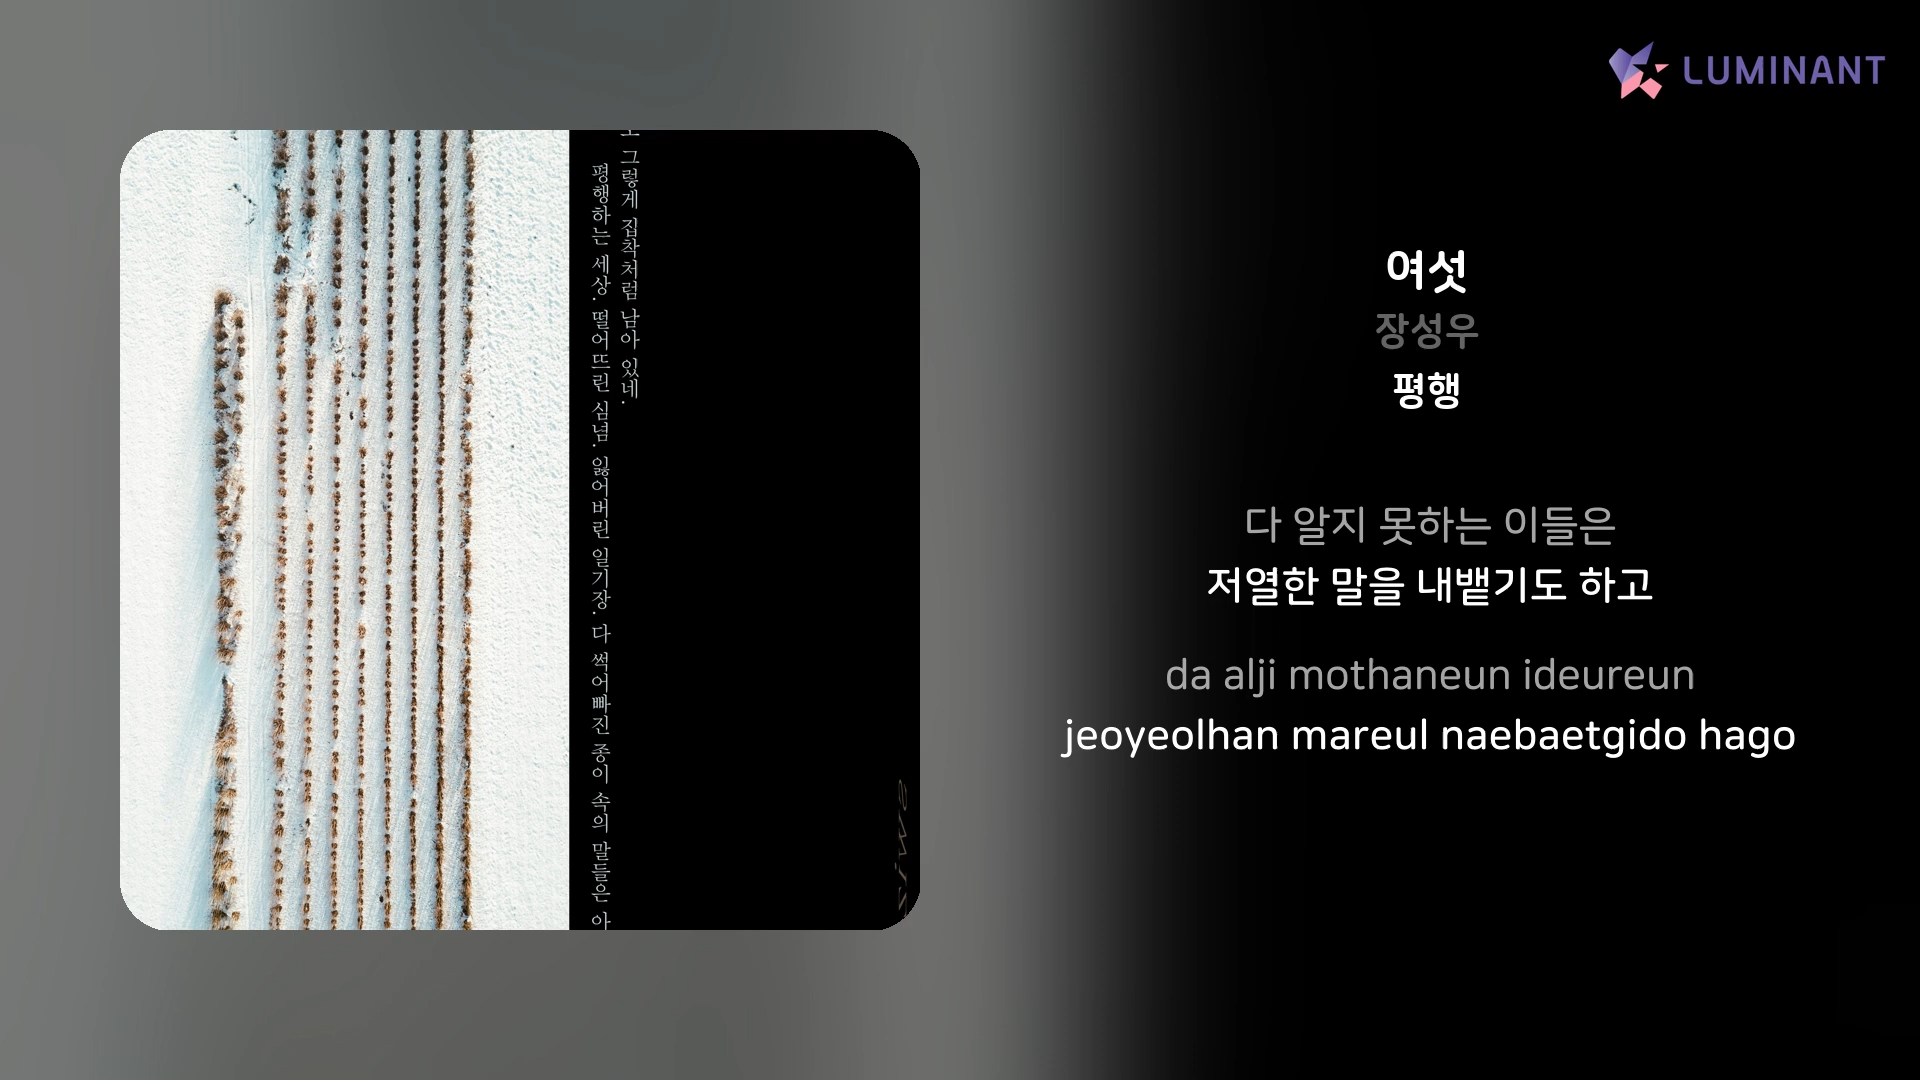 LUMINANT
그렇게 집착처럼 남아 있네.
평행하는 세상. 떨어뜨린 심념. 잃어버린 일기장. 다 썩어빠진 종이 속의 말들은 아
여섯
장성우
평행
다 알지 못하는 이들은
저열한 말을 내뱉기도 하고
da alji mothaneun ideureun
jeoyeolhan mareul naebaetgido hago